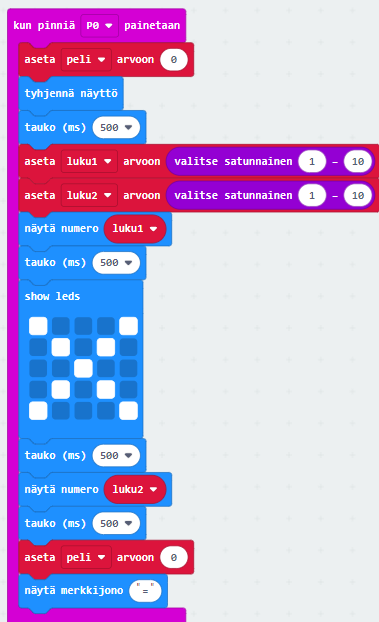 kun pinniä P0 painetaan
aseta peli arvoon 0
tyhjennä näyttö
tauko (ms) 500
aseta luku1 arvoon valitse satunnainen 1 - 10
aseta luku2 arvoon valitse satunnainen 1 - 10
näytä numero luku1
tauko (ms) 500
show leds
tauko (ms) 500
näytä numero luku2
tauko (ms) 500
aseta peli arvoon 0
näytä merkkijono "="